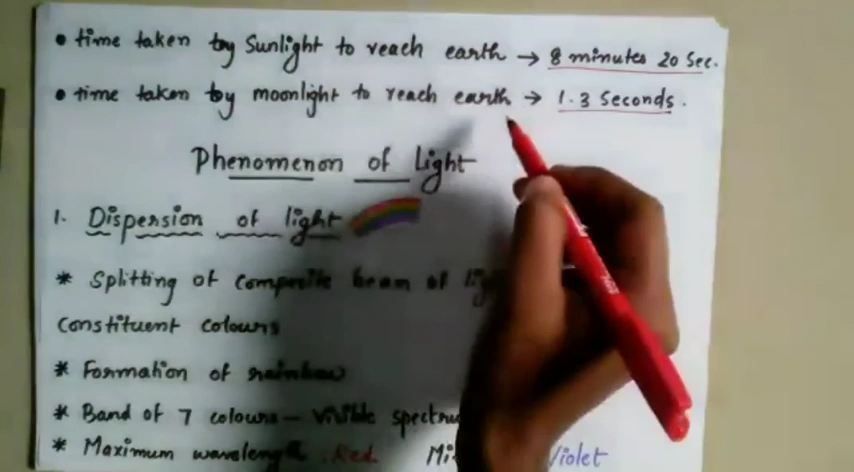 • time taken by Sunlight to reach earth → 8 minutes 20 Sec.
• time taken by moonlight to reach earth → 1.3 Seconds.
Phenomenon of Light
1. Dispersion of light
* Splitting of composite beam of
constituent colours
* Formation of rainbow
* Band of 7 colours - Visible
* Maximum wavelength : Red Violet